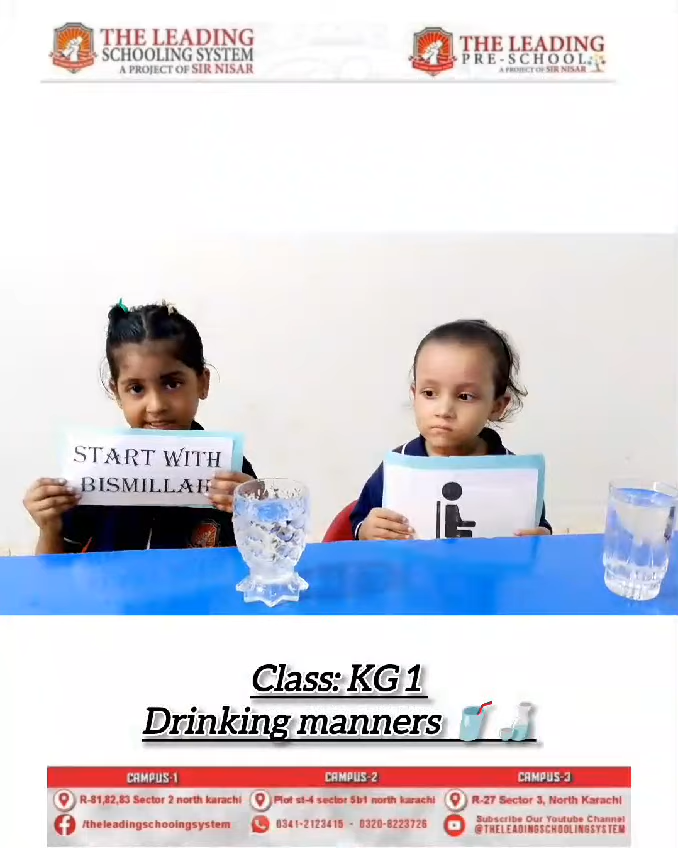 THE LEADING
SCHOOLING SYSTEM
A PROJECT OF SIR NISAR
THE LEADING
PRE-SCHOOL
A PROJECT OF SIR NISAR
START WITH
BISMILLAH
Class: KG 1
Drinking manners
CAMPUS-1
R-81,82,83 Sector 2 north karachi
CAMPUS-2
Plot st-4 sector 5b1 north karachi
CAMPUS-3
R-27 Sector 3, North Karachi
/theleadingschooingsystem
0341-2123415 - 0320-8223726
Subscribe Our Youtube Channel
@THELEADINGSCHOOLINGSYSTEM